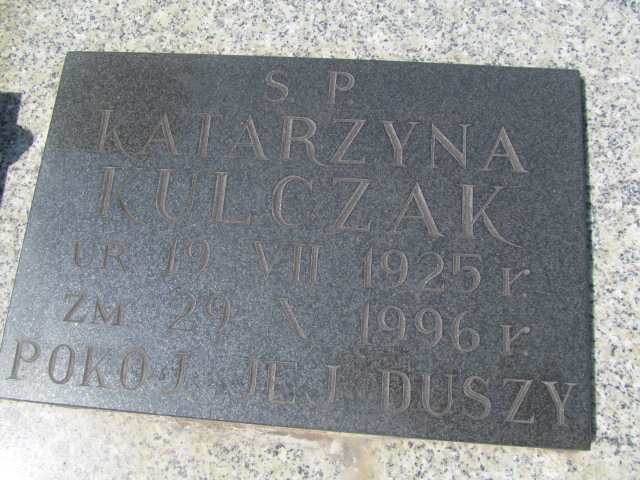 S. P.
KATARZYNA
KULCZAK
UR. 19 VII 1925 r.
ZM. 29 X 1996 r.
POKOJ JEJ DUSZY